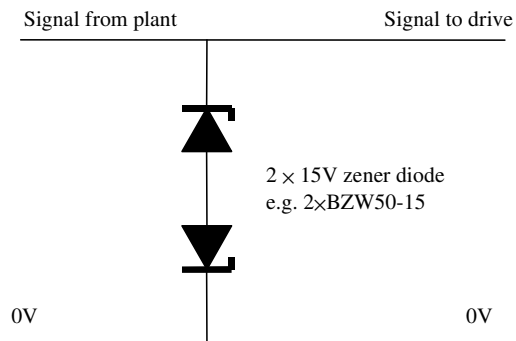 Signal from plant Signal to drive
2 × 15V zener diode
e.g. 2×BZW50-15
0V 0V